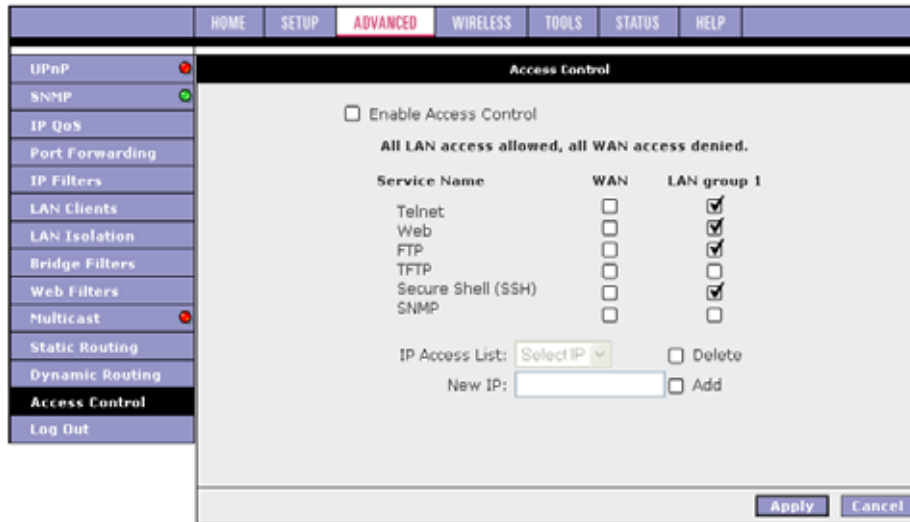 HOME SETUP ADVANCED WIRELESS TOOLS STATUS HELP
UPnP
SNMP
IP QoS
Port Forwarding
IP Filters
LAN Clients
LAN Isolation
Bridge Filters
Web Filters
Multicast
Static Routing
Dynamic Routing
Access Control
Log Out
Access Control
Enable Access Control
All LAN access allowed, all WAN access denied.
Service Name WAN LAN group 1
Telnet
Web
FTP
TFTP
Secure Shell (SSH)
SNMP
IP Access List: Select IP Delete
New IP: Add
Apply Cancel